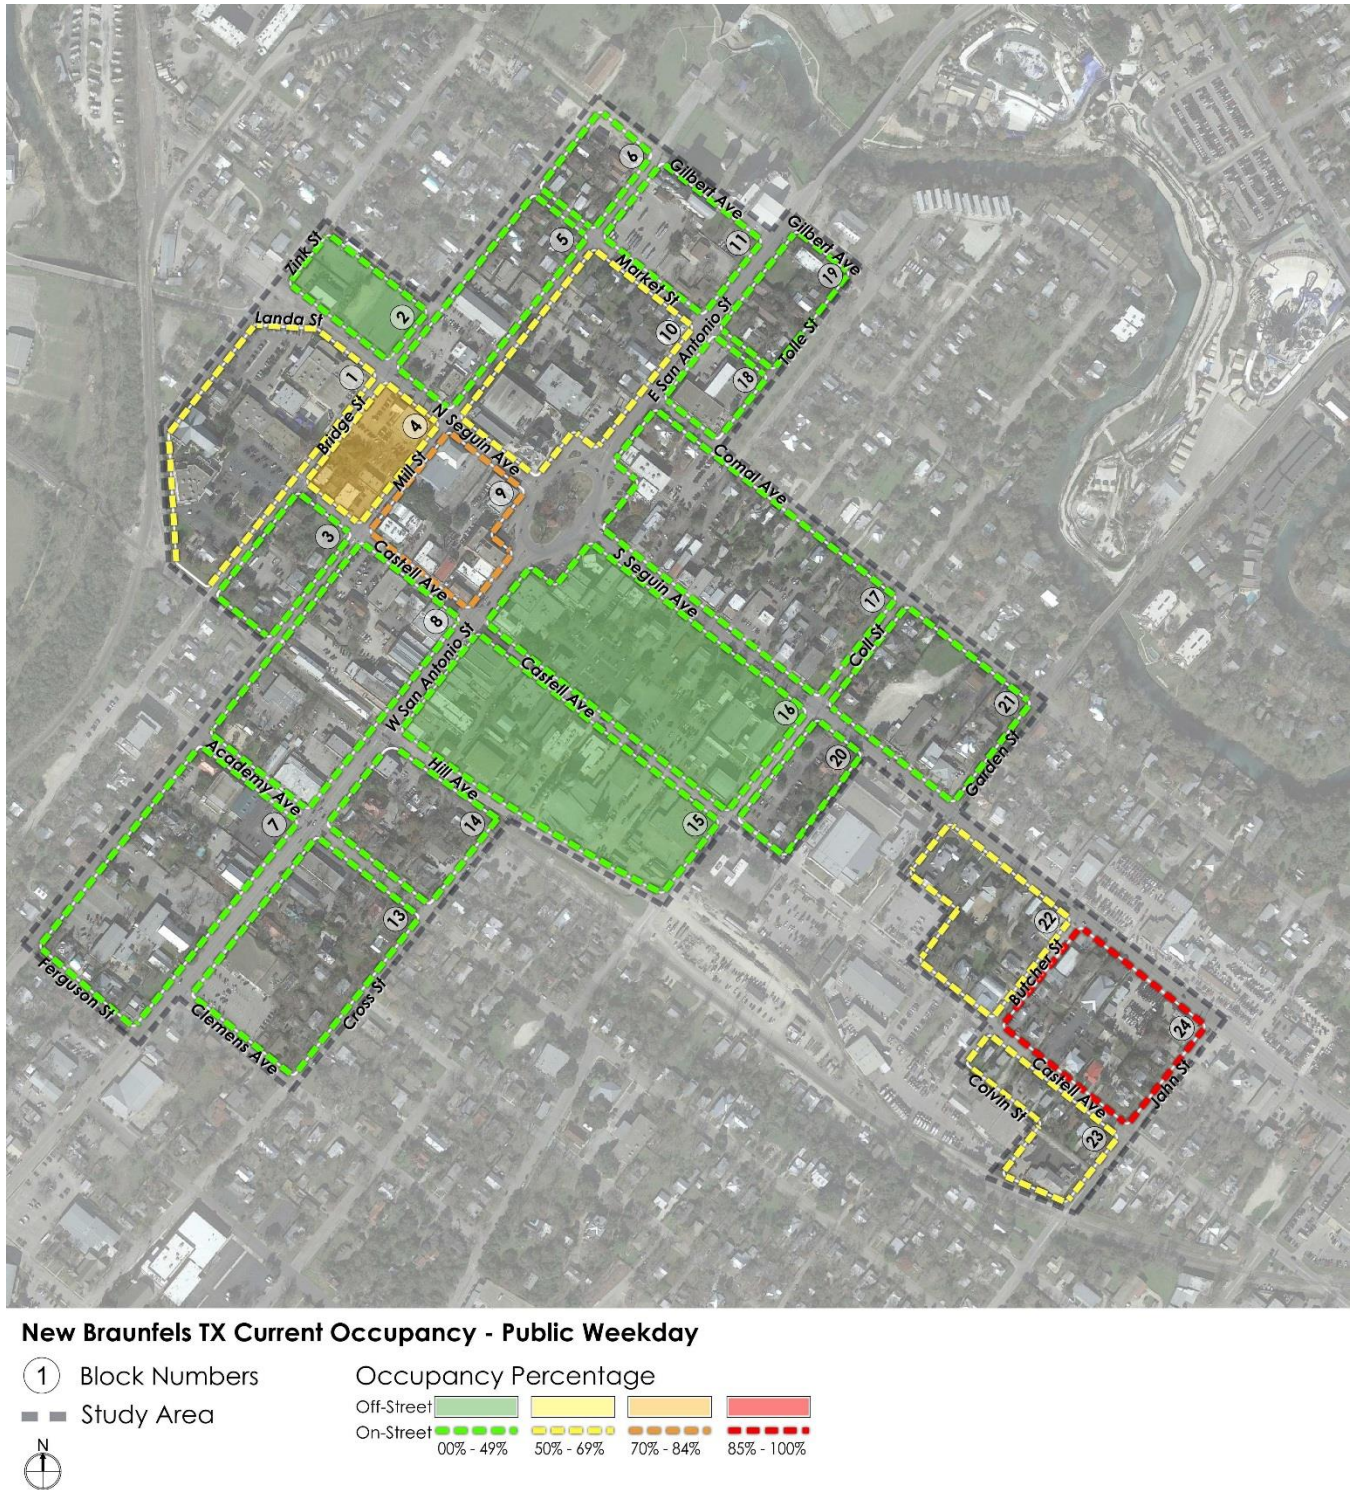 6
Gilbert Ave
11
Gilbert Ave
19
Zink St
5
Market St
2
10
E San Antonio St
Tolle St
Landa St
1
18
Bridge St
4
N Seguin Ave
Mill St
Comal Ave
9
3
Castell Ave
S Seguin Ave
17
8
Coll St
W San Antonio St
Castell Ave
16
21
Academy Ave
Hill Ave
20
Garden St
7
14
15
13
22
Butcher St
Ferguson St
Cross St
Clemens Ave
24
Castell Ave
Jahn St
Colvin St
23
New Braunfels TX Current Occupancy - Public Weekday
1 Block Numbers
Study Area
N
Occupancy Percentage
Off-Street
On-Street
00% - 49% 50% - 69% 70% - 84% 85% - 100%